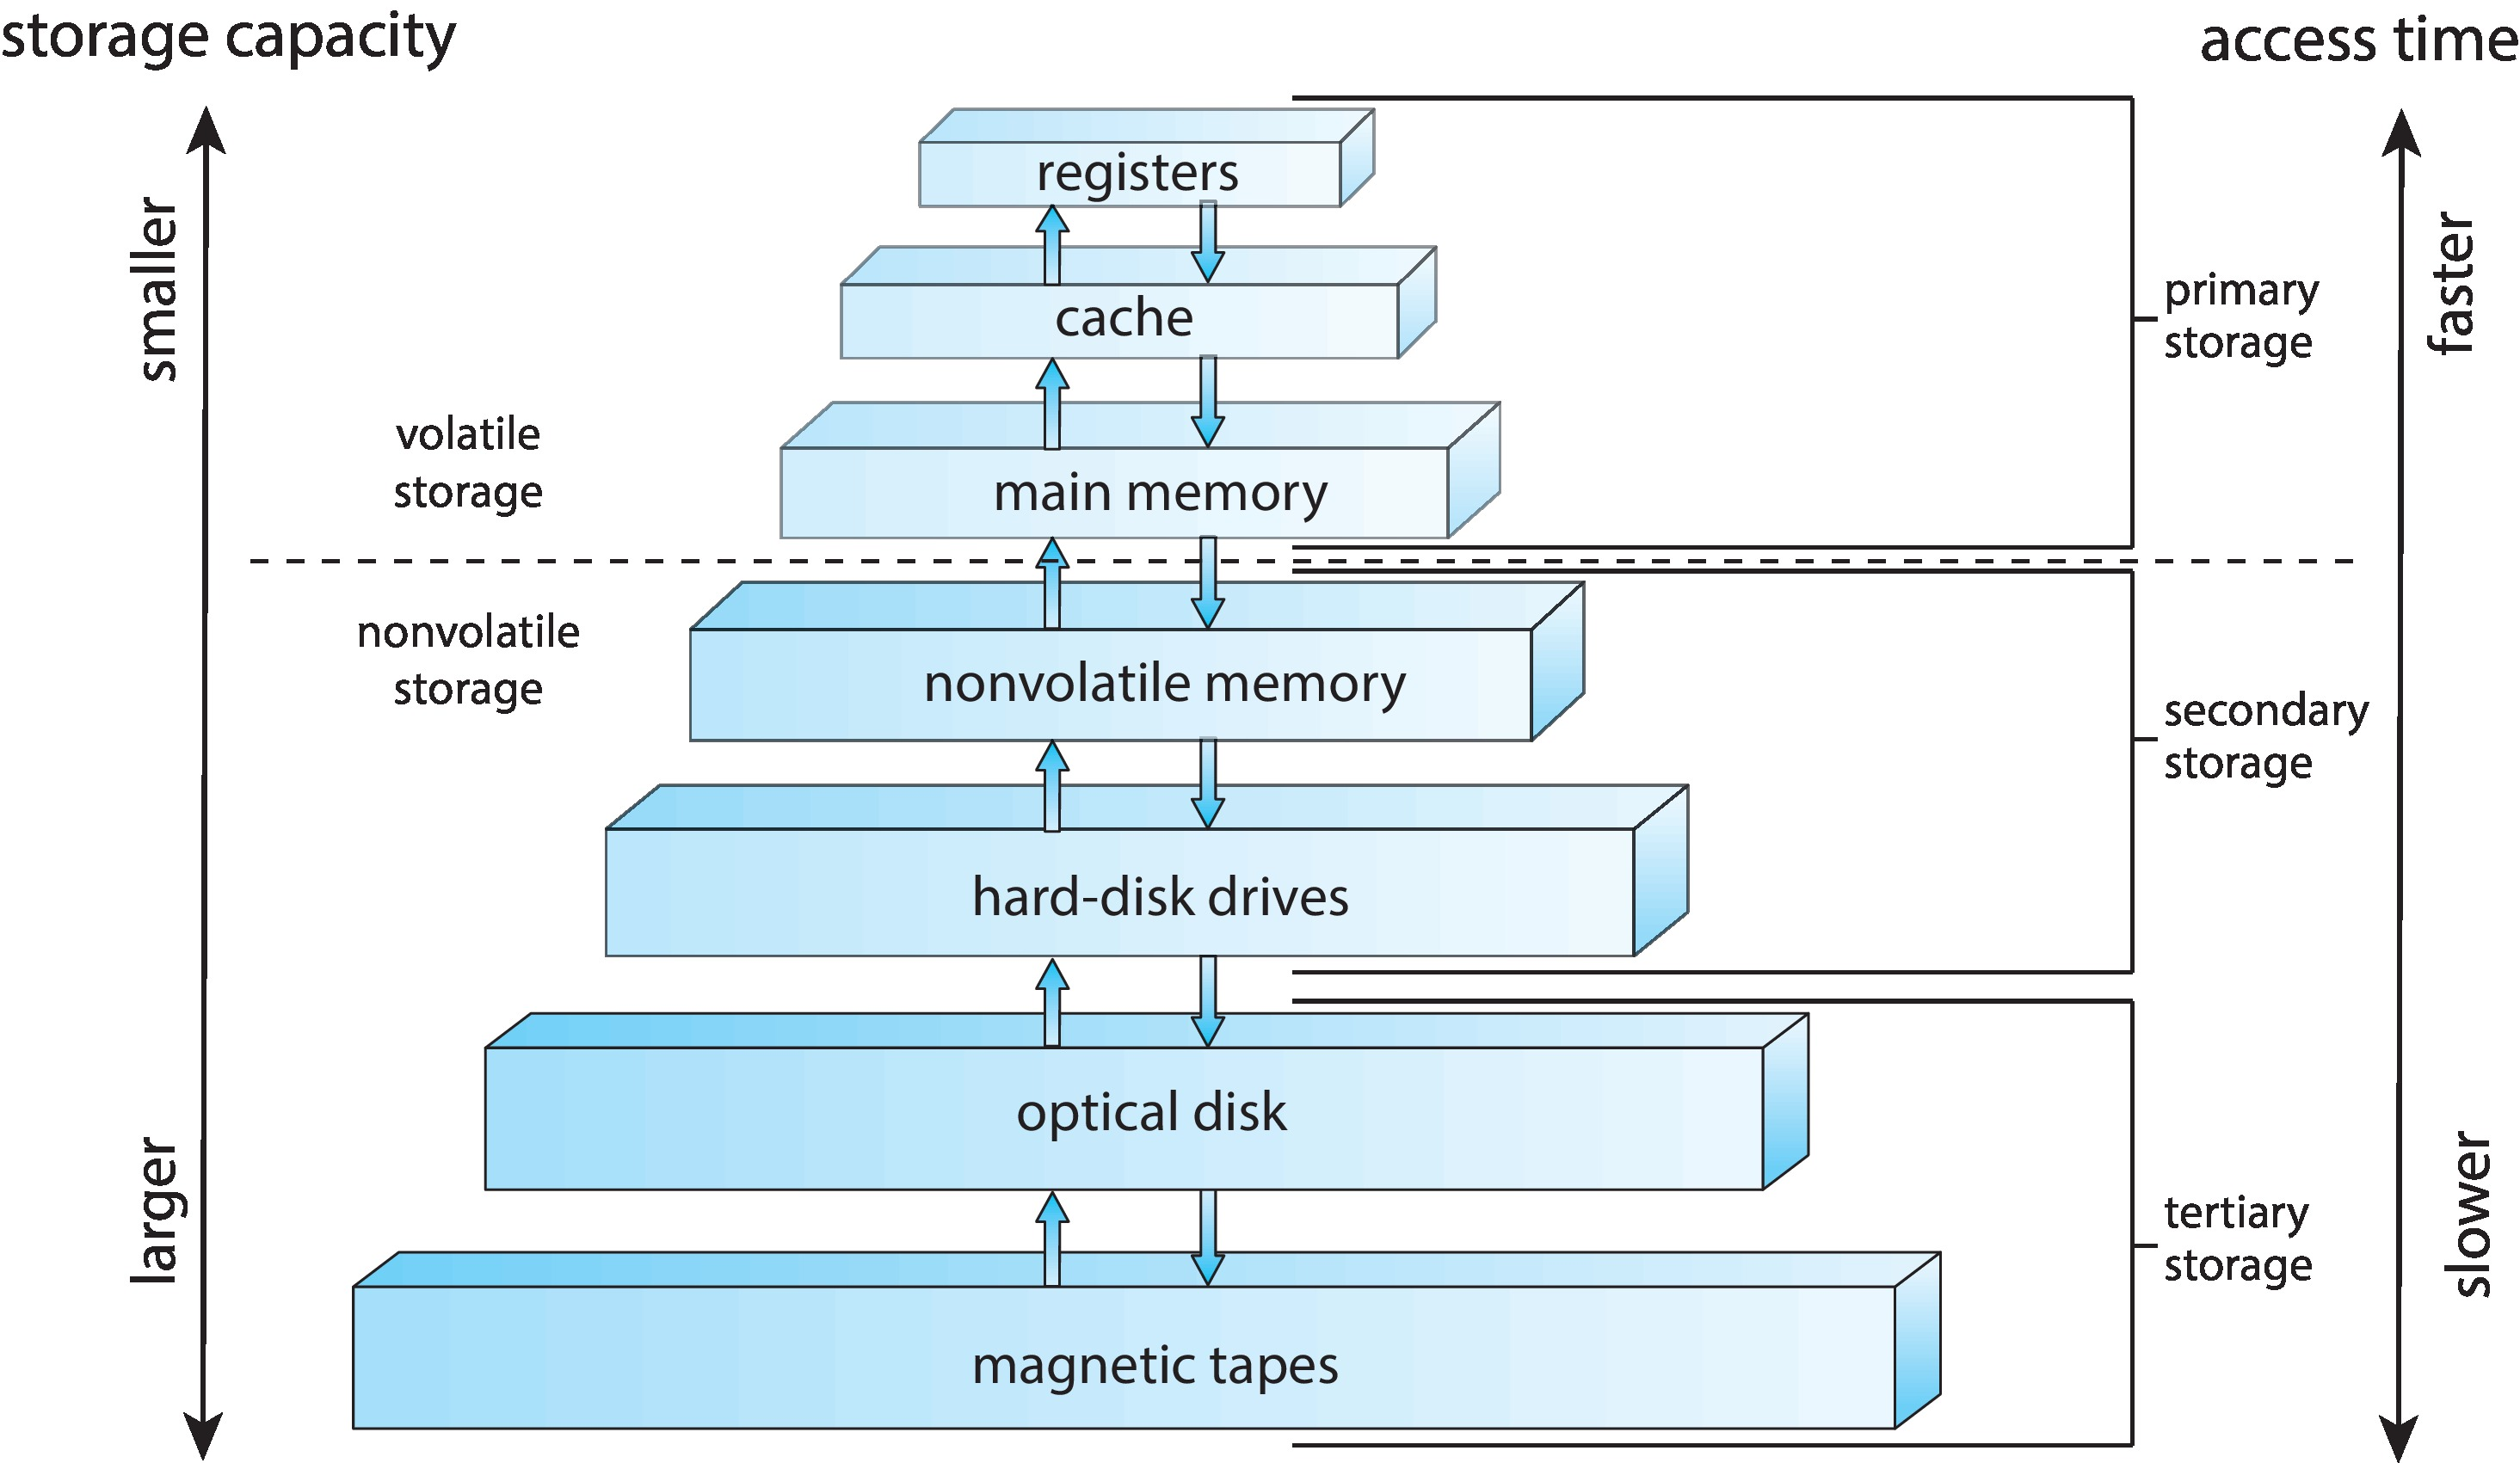 storage capacity
access time
registers
cache
main memory
nonvolatile memory
hard-disk drives
optical disk
magnetic tapes
smaller
larger
volatile
storage
nonvolatile
storage
primary
storage
secondary
storage
tertiary
storage
faster
slower